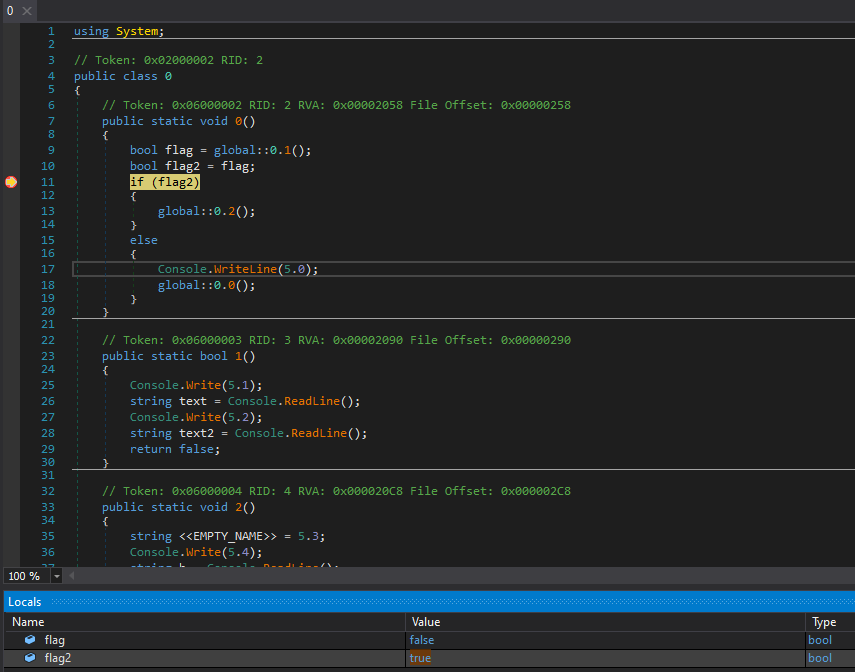 0 ×
1 using System;
2
3 // Token: 0x02000002 RID: 2
4 public class 0
5 {
6 // Token: 0x06000002 RID: 2 RVA: 0x00002058 File Offset: 0x00000258
7 public static void 0()
8 {
9 bool flag = global::0.1();
10 bool flag2 = flag;
11 if (flag2)
12 {
13 global::0.2();
14 }
15 else
16 {
17 Console.WriteLine(5.0);
18 global::0.0();
19 }
20 }
21
22 // Token: 0x06000003 RID: 3 RVA: 0x00002090 File Offset: 0x00000290
23 public static bool 1()
24 {
25 Console.Write(5.1);
26 string text = Console.ReadLine();
27 Console.Write(5.2);
28 string text2 = Console.ReadLine();
29 return false;
30 }
31
32 // Token: 0x06000004 RID: 4 RVA: 0x000020C8 File Offset: 0x000002C8
33 public static void 2()
34 {
35 string <<EMPTY_NAME>> = 5.3;
36 Console.Write(5.4);
37 string b = Console.ReadLine();
100 %
Locals
Name Value Type
flag false bool
flag2 true bool